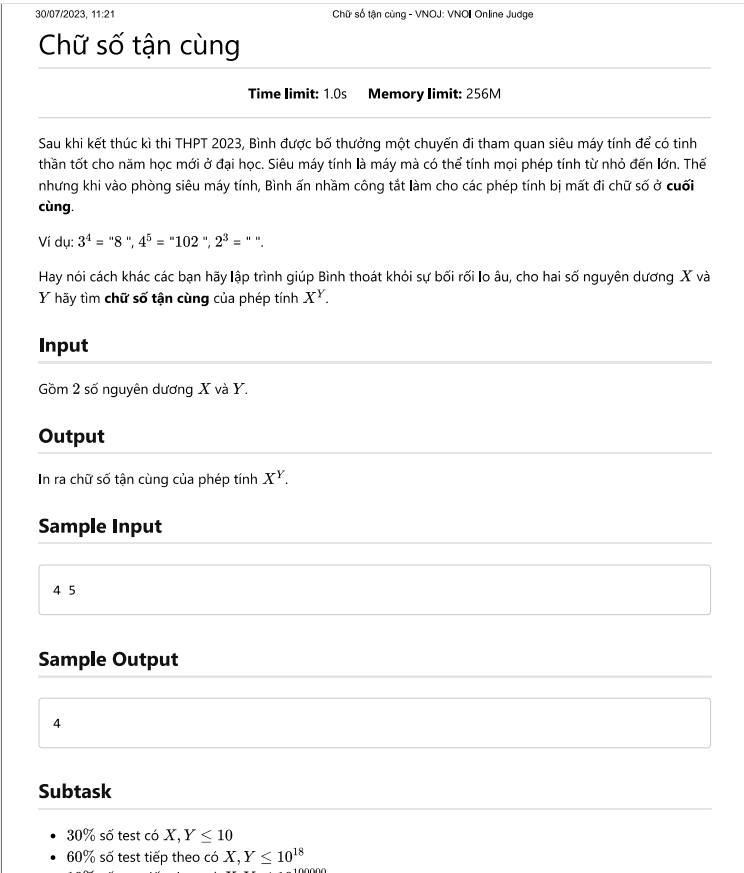 30/07/2023, 11:21 Chữ số tận cùng - VNOJ: VNOI Online Judge
Chữ số tận cùng
Time limit: 1.0s Memory limit: 256M
Sau khi kết thúc kì thi THPT 2023, Bình được bố thưởng một chuyến đi tham quan siêu máy tính để có tinh
thần tốt cho năm học mới ở đại học. Siêu máy tính là máy mà có thể tính mọi phép tính từ nhỏ đến lớn. Thế
nhưng khi vào phòng siêu máy tính, Bình ấn nhầm công tắt làm cho các phép tính bị mất đi chữ số ở cuối
cùng.
Ví dụ: 3^4 = "8 ", 4^5 = "102 ", 2^3 = " ".
Hay nói cách khác các bạn hãy lập trình giúp Bình thoát khỏi sự bối rối lo âu, cho hai số nguyên dương X và
Y hãy tìm chữ số tận cùng của phép tính X^Y.
Input
Gồm 2 số nguyên dương X và Y.
Output
In ra chữ số tận cùng của phép tính X^Y.
Sample Input
4 5
Sample Output
4
Subtask
• 30% số test có X, Y ≤ 10
• 60% số test tiếp theo có X, Y ≤ 10^18